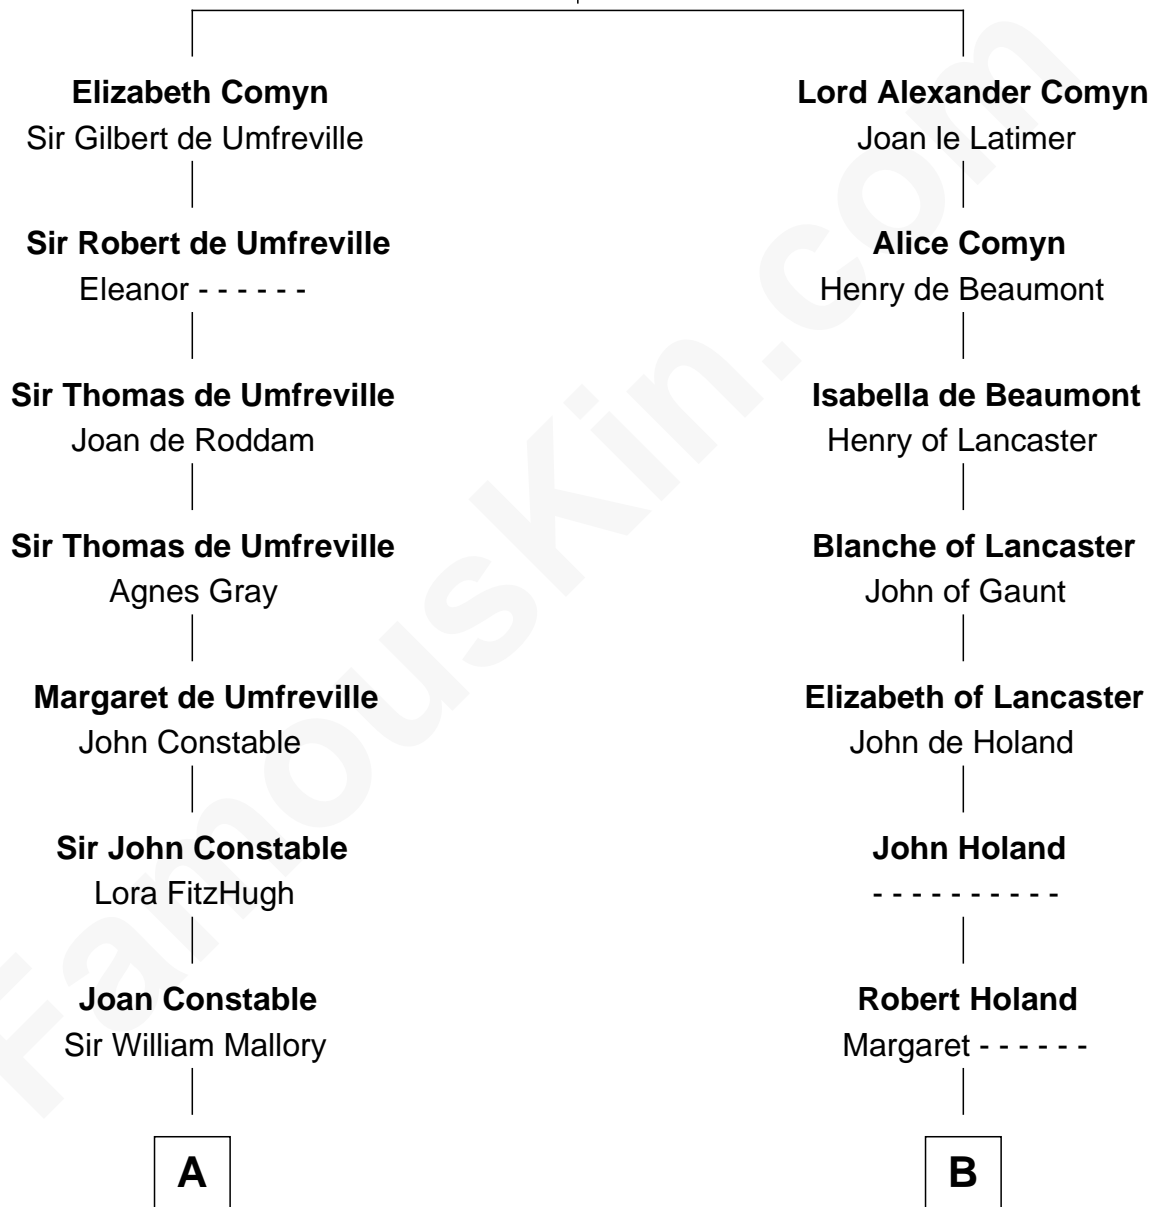 Elizabeth Comyn
Sir Gilbert de Umfreville
Lord Alexander Comyn
Joan le Latimer
Sir Robert de Umfreville
Eleanor - - - - - -
Alice Comyn
Henry de Beaumont
Sir Thomas de Umfreville
Joan de Roddam
Isabella de Beaumont
Henry of Lancaster
Sir Thomas de Umfreville
Agnes Gray
Blanche of Lancaster
John of Gaunt
Margaret de Umfreville
John Constable
Elizabeth of Lancaster
John de Holand
Sir John Constable
Lora FitzHugh
John Holand
- - - - - - - - - -
Joan Constable
Sir William Mallory
Robert Holand
Margaret - - - - - -
A
B
FamousKin.com